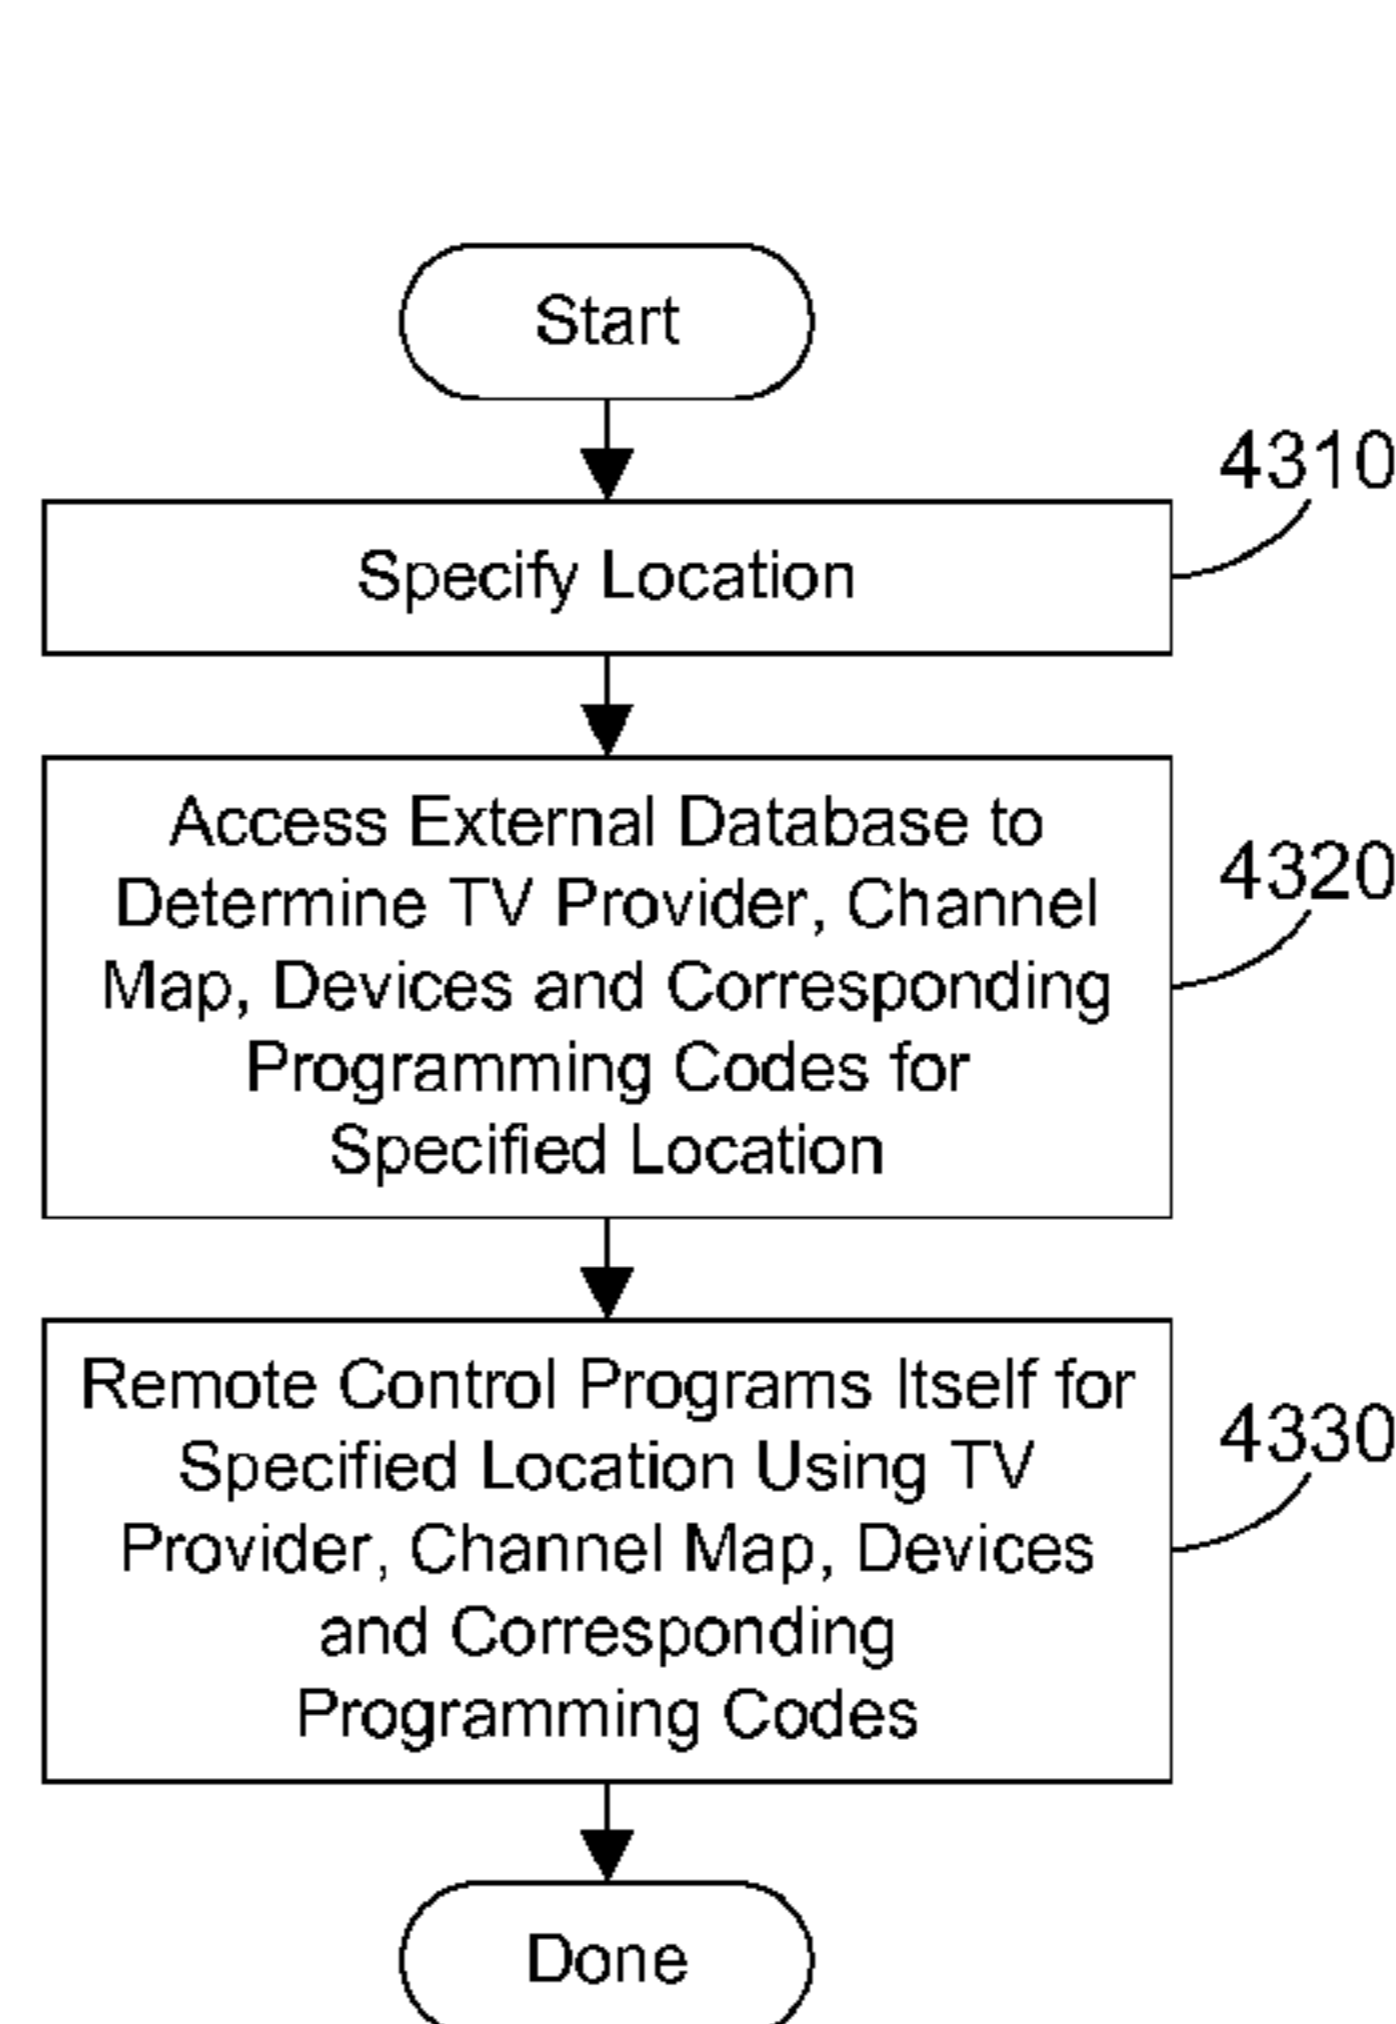 Start
4310
Specify Location
Access External Database to
Determine TV Provider, Channel
4320
Map, Devices and Corresponding
Programming Codes for
Specified Location
Remote Control Programs Itself for
4330
Specified Location Using TV
Provider, Channel Map, Devices
and Corresponding
Programming Codes
Done